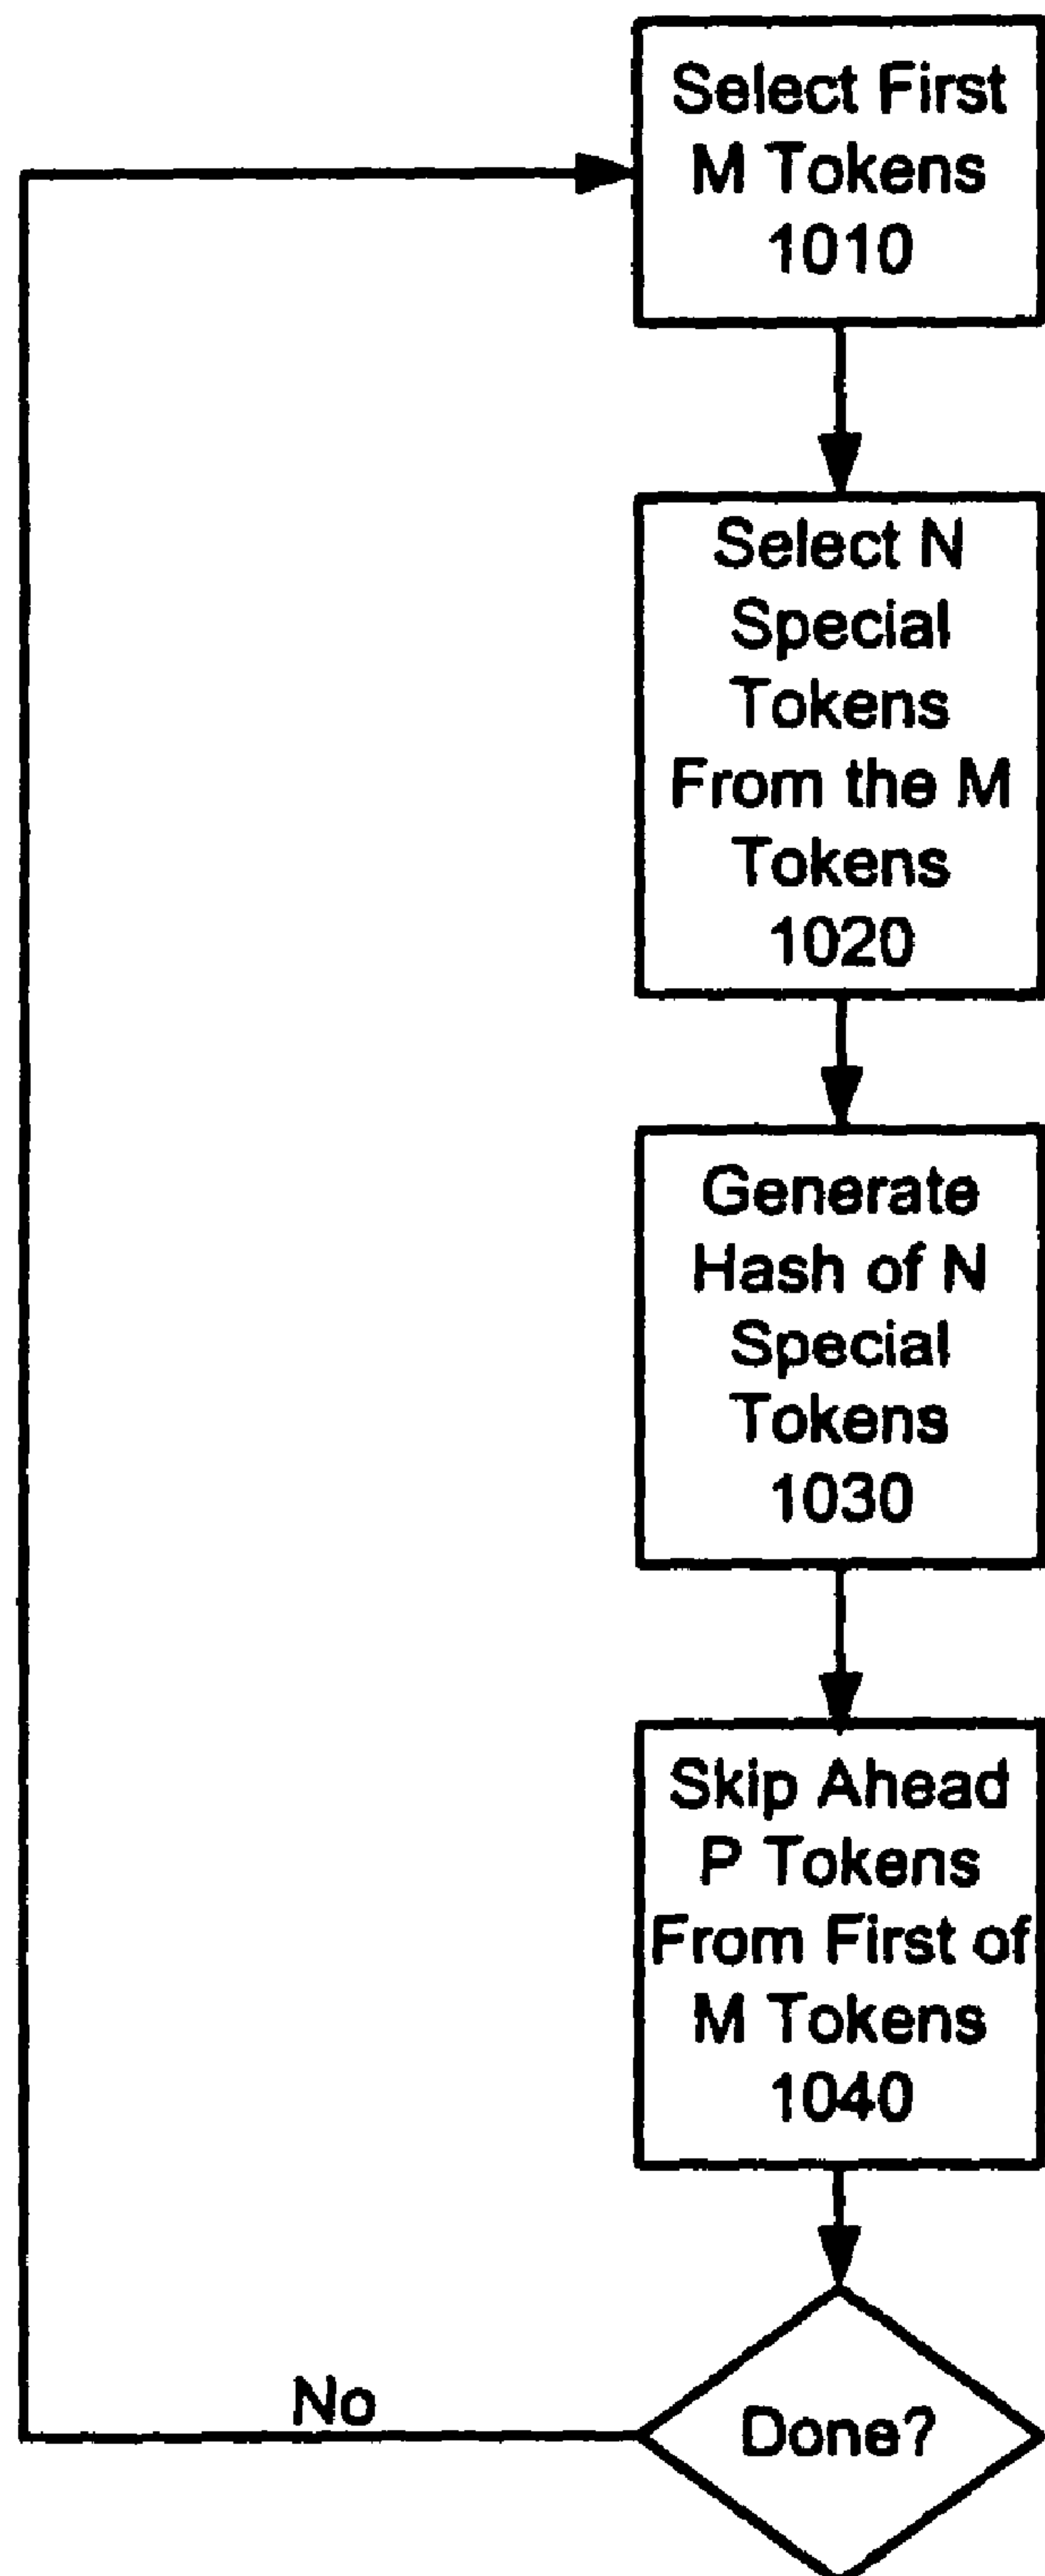 Select First
M Tokens
1010
Select N
Special
Tokens
From the M
Tokens
1020
Generate
Hash of N
Special
Tokens
1030
Skip Ahead
P Tokens
From First of
M Tokens
1040
No
Done?